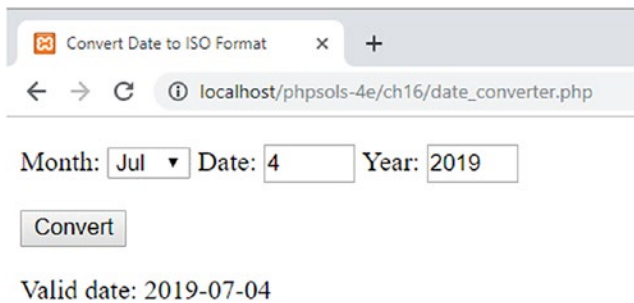 Convert Date to ISO Format
localhost/phpsols-4e/ch16/date_converter.php
Month: Jul Date: 4 Year: 2019
Convert
Valid date: 2019-07-04